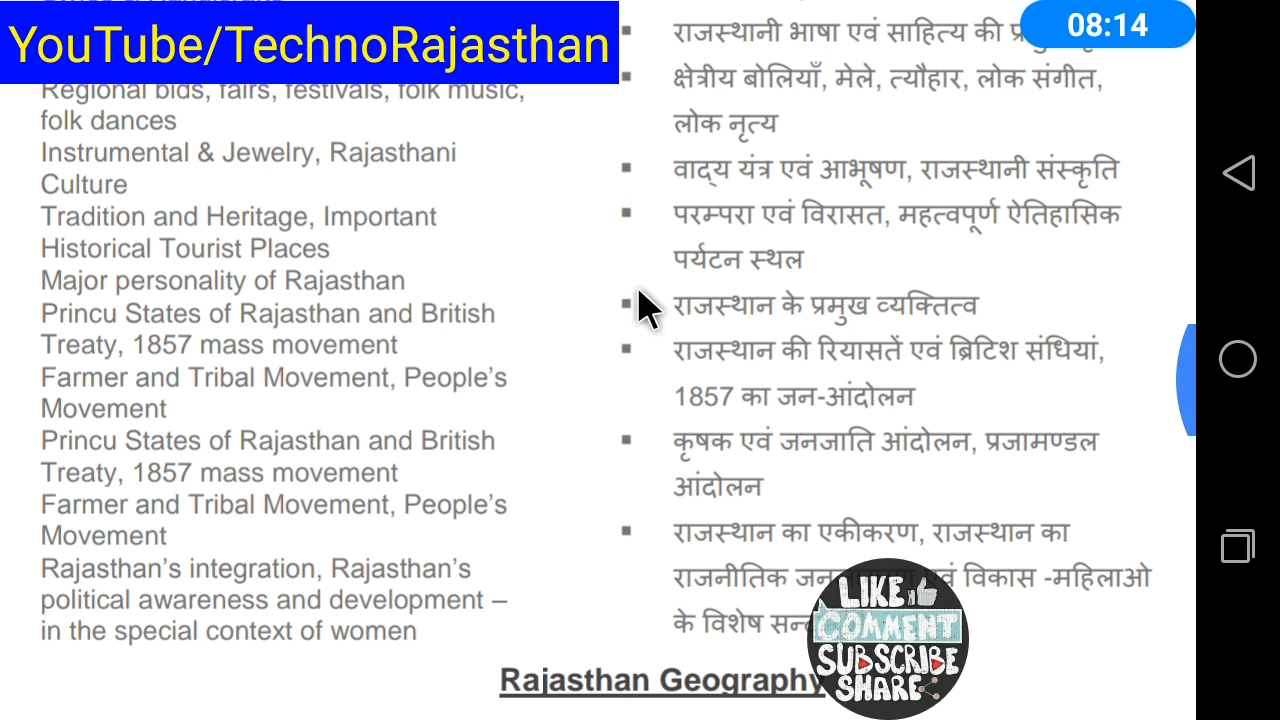 YouTube/TechnoRajasthan
08:14
Regional bids, fairs, festivals, folk music,
folk dances
Instrumental & Jewelry, Rajasthani
Culture
Tradition and Heritage, Important
Historical Tourist Places
Major personality of Rajasthan
Princu States of Rajasthan and British
Treaty, 1857 mass movement
Farmer and Tribal Movement, People’s
Movement
Princu States of Rajasthan and British
Treaty, 1857 mass movement
Farmer and Tribal Movement, People’s
Movement
Rajasthan’s integration, Rajasthan’s
political awareness and development –
in the special context of women
▪ राजस्थानी भाषा एवं साहित्य की
▪ क्षेत्रीय बोलियाँ, मेले, त्यौहार, लोक संगीत,
लोक नृत्य
▪ वाद्य यंत्र एवं आभूषण, राजस्थानी संस्कृति
▪ परम्परा एवं विरासत, महत्वपूर्ण ऐतिहासिक
पर्यटन स्थल
▪ राजस्थान के प्रमुख व्यक्तित्व
▪ राजस्थान की रियासतें एवं ब्रिटिश संधियां,
1857 का जन-आंदोलन
▪ कृषक एवं जनजाति आंदोलन, प्रजामण्डल
आंदोलन
▪ राजस्थान का एकीकरण, राजस्थान का
राजनीतिक एवं विकास -महिलाओ
के विशेष
LIKE
COMMENT
SUBSCRIBE
SHARE
Rajasthan Geography